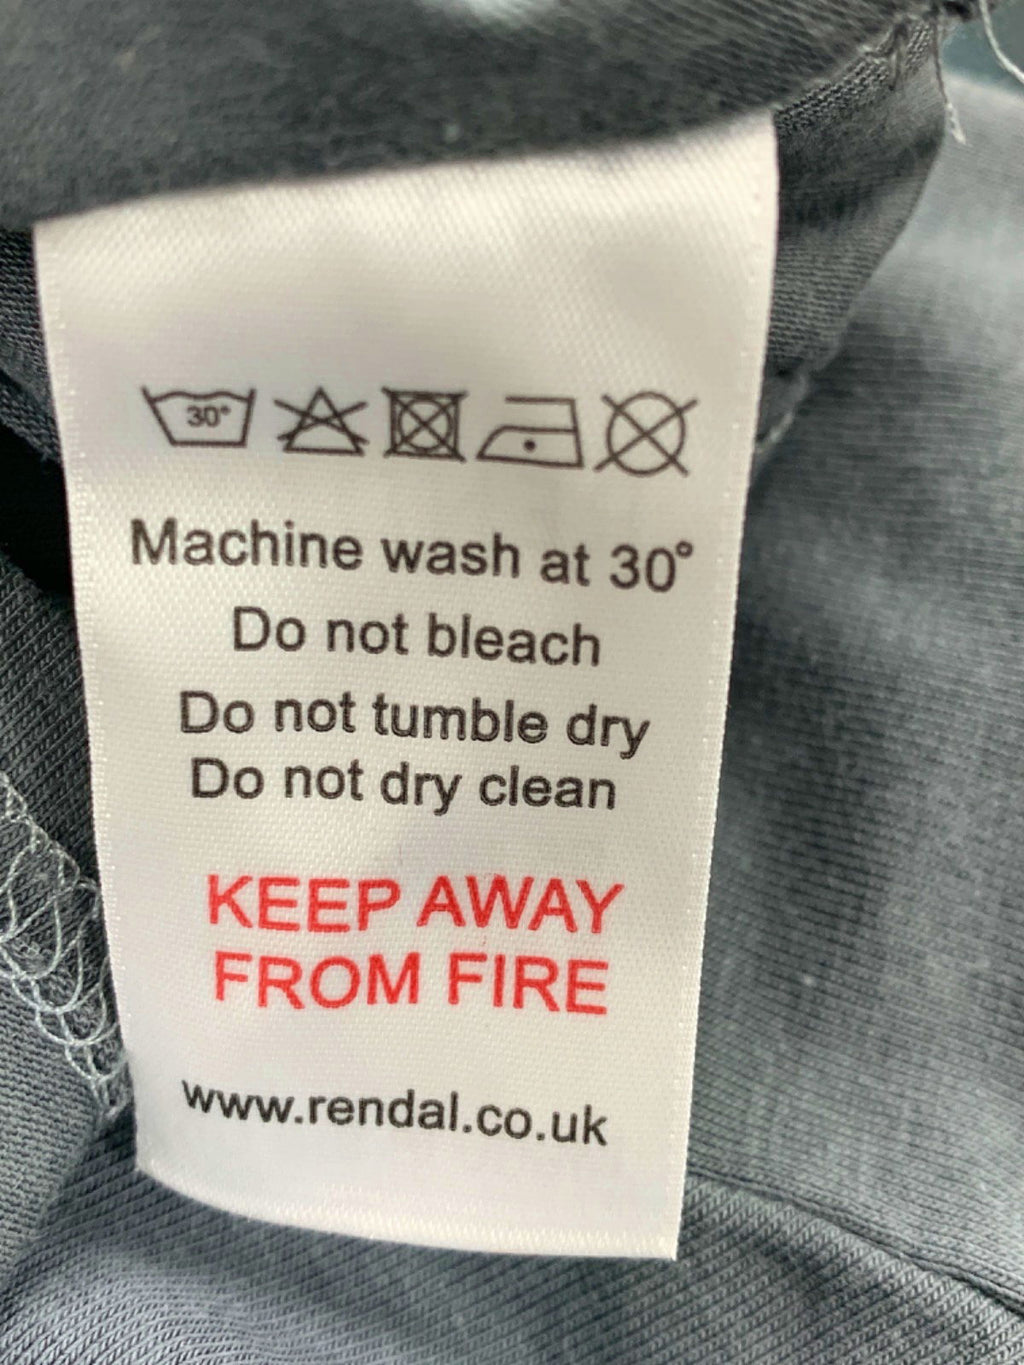 30°
Machine wash at 30°
Do not bleach
Do not tumble dry
Do not dry clean
KEEP AWAY
FROM FIRE
www.rendal.co.uk